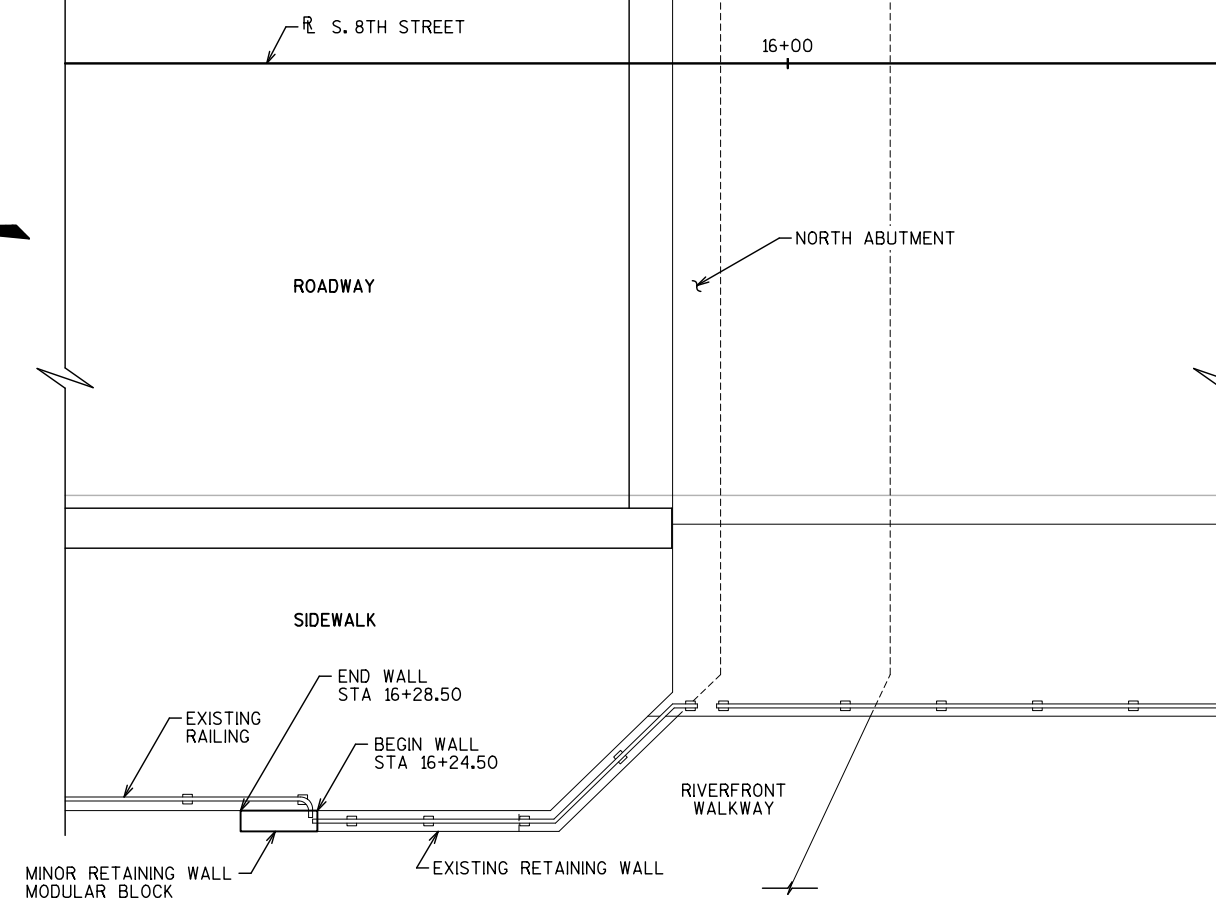 ℞ S. 8TH STREET
16+00
NORTH ABUTMENT
ROADWAY
SIDEWALK
END WALL
STA 16+28.50
EXISTING
RAILING
BEGIN WALL
STA 16+24.50
RIVERFRONT
WALKWAY
EXISTING RETAINING WALL
MINOR RETAINING WALL
MODULAR BLOCK